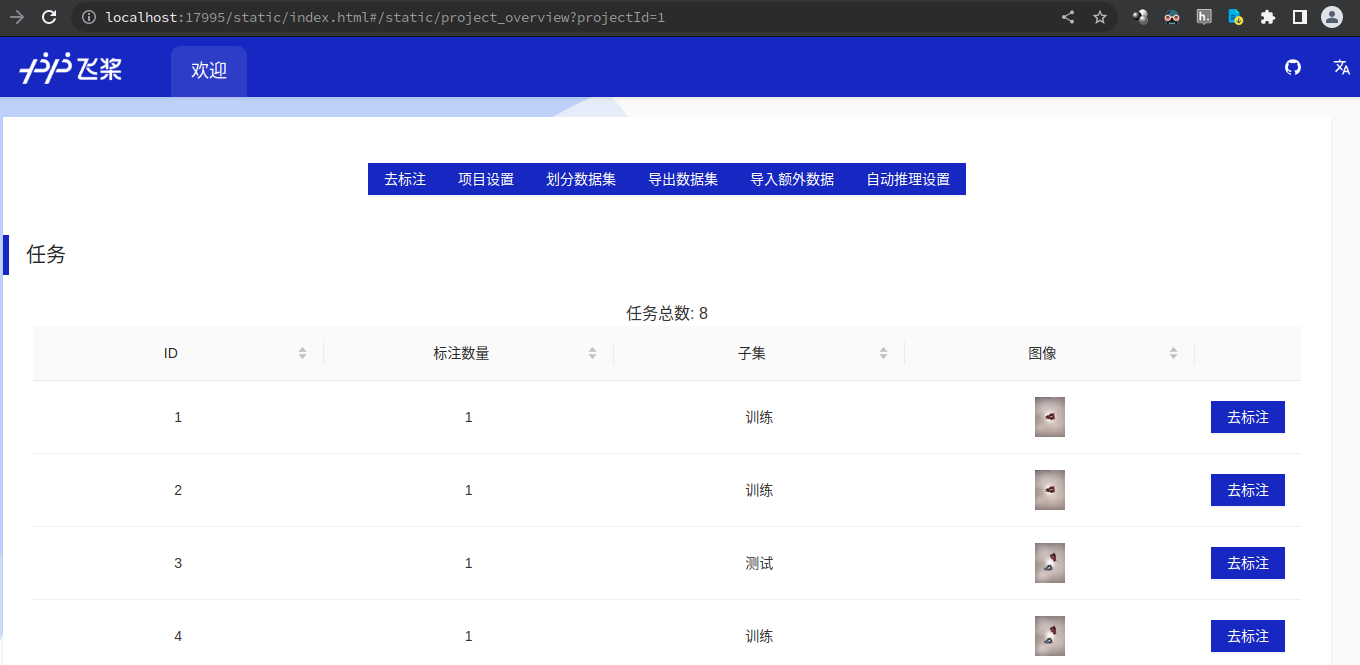 localhost:17995/static/index.html#/static/project_overview?projectId=1
h.
飞桨 欢迎
去标注 项目设置 划分数据集 导出数据集 导入额外数据 自动推理设置
任务
任务总数: 8
ID 标注数量 子集 图像
1 1 训练 去标注
2 1 训练 去标注
3 1 测试 去标注
4 1 训练 去标注